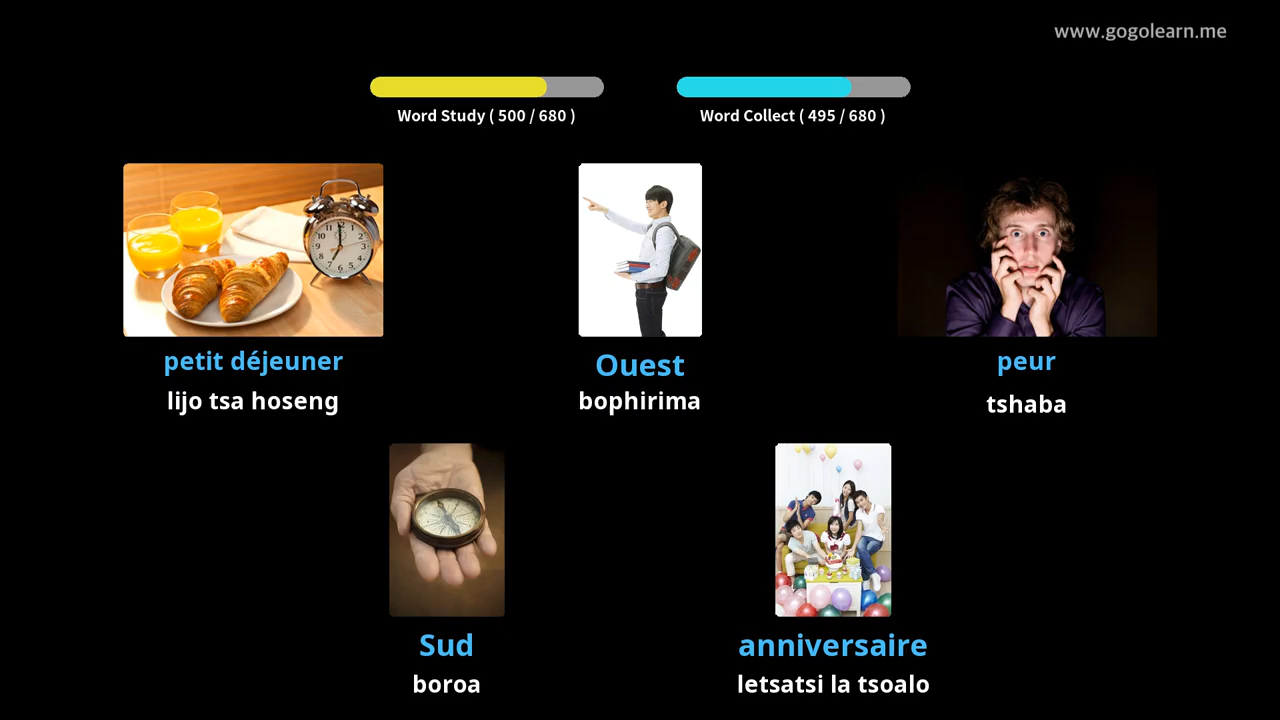 www.gogolearn.me
Word Study ( 500 / 680 )
Word Collect ( 495 / 680 )
petit déjeuner
lijo tsa hoseng
Ouest
bophirima
peur
tshaba
Sud
boroa
anniversaire
letsatsi la tsoalo